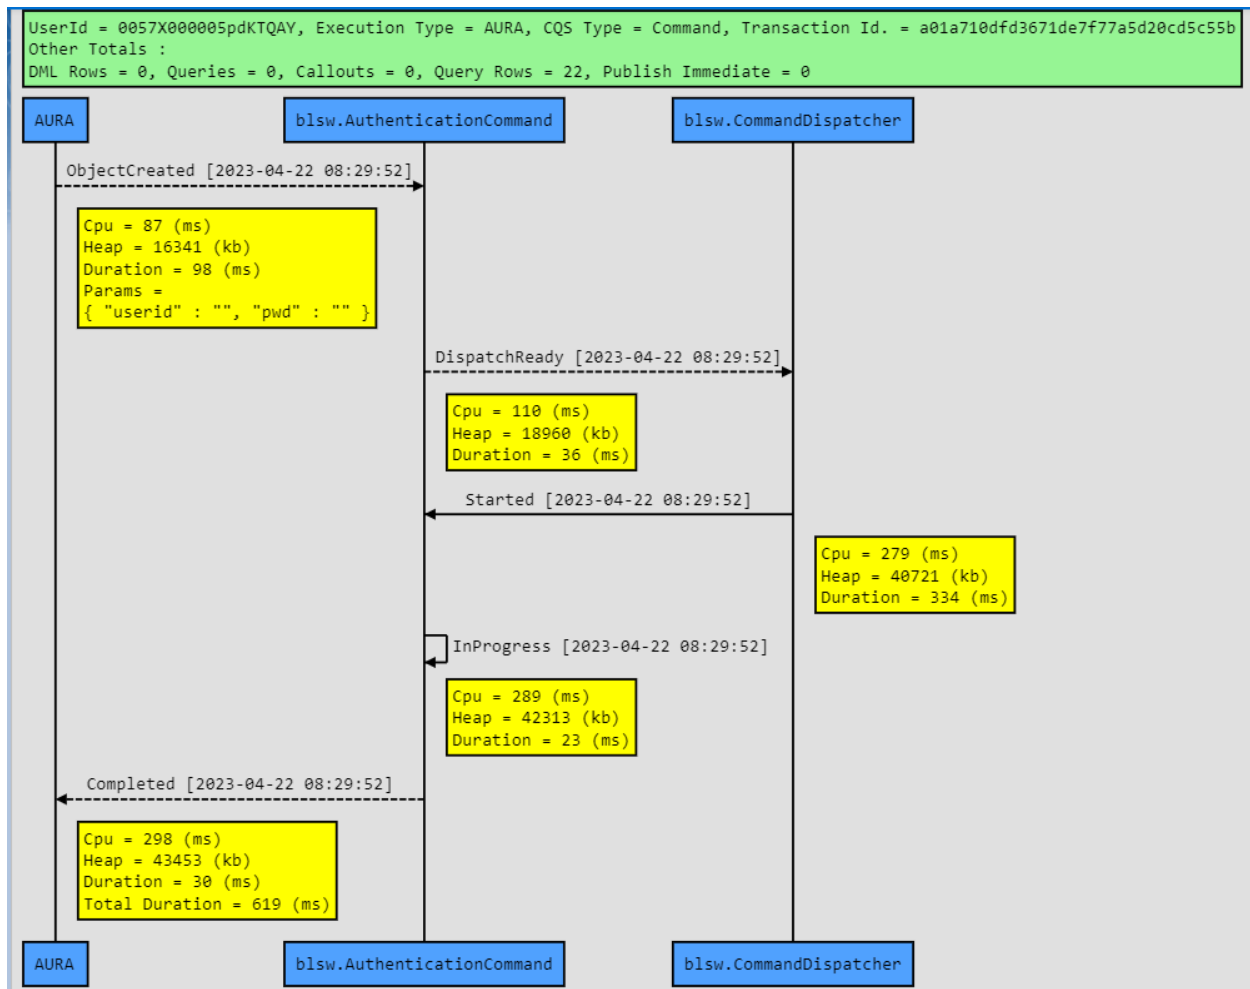 UserId = 0057X000005pdKTQAY, Execution Type = AURA, CQS Type = Command, Transaction Id. = a01a710dfd3671de7f77a5d20cd5c55b
Other Totals :
DML Rows = 0, Queries = 0, Callouts = 0, Query Rows = 22, Publish Immediate = 0
AURA
blsw.AuthenticationCommand
blsw.CommandDispatcher
ObjectCreated [2023-04-22 08:29:52]
Cpu = 87 (ms)
Heap = 16341 (kb)
Duration = 98 (ms)
Params =
{ "userid" : "", "pwd" : "" }
DispatchReady [2023-04-22 08:29:52]
Cpu = 110 (ms)
Heap = 18960 (kb)
Duration = 36 (ms)
Started [2023-04-22 08:29:52]
Cpu = 279 (ms)
Heap = 40721 (kb)
Duration = 334 (ms)
InProgress [2023-04-22 08:29:52]
Cpu = 289 (ms)
Heap = 42313 (kb)
Duration = 23 (ms)
Completed [2023-04-22 08:29:52]
Cpu = 298 (ms)
Heap = 43453 (kb)
Duration = 30 (ms)
Total Duration = 619 (ms)
AURA
blsw.AuthenticationCommand
blsw.CommandDispatcher